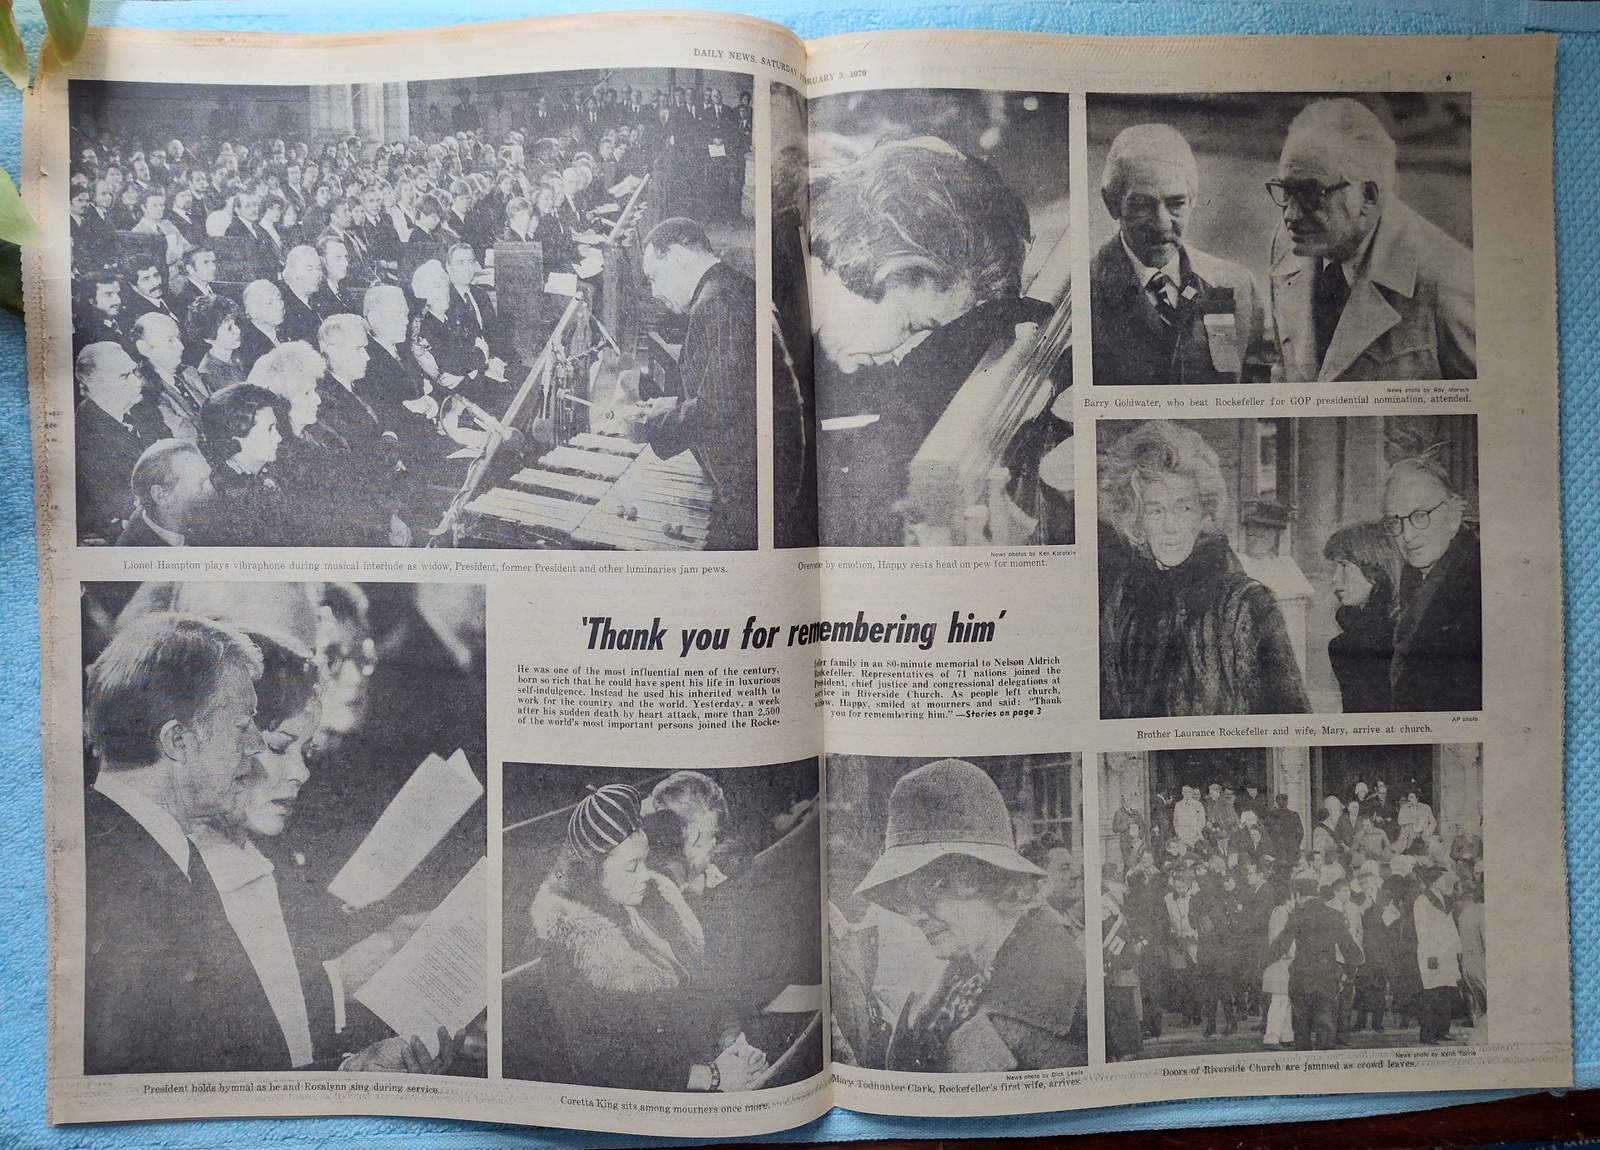 DAILY NEWS, SATURDAY, FEBRUARY 3, 1979
Lionel Hampton plays vibraphone during musical interlude as widow, President, former President and other luminaries jam pews.
News photos by Ken Korotkin
Overcome by emotion, Happy rests head on pew for moment.
News photo by Roy Morsch
Barry Goldwater, who beat Rockefeller for GOP presidential nomination, attended.
AP photo
Brother Laurance Rockefeller and wife, Mary, arrive at church.
'Thank you for remembering him'
He was one of the most influential men of the century,
born so rich that he could have spent his life in luxurious
self-indulgence. Instead he used his inherited wealth to
work for the country and the world. Yesterday, a week
after his sudden death by heart attack, more than 2,500
of the world's most important persons joined the Rocke-
feller family in an 80-minute memorial to Nelson Aldrich
Rockefeller. Representatives of 71 nations joined the
President, chief justice and congressional delegations at
service in Riverside Church. As people left church,
widow, Happy, smiled at mourners and said: "Thank
you for remembering him." —Stories on page 3
President holds hymnal as he and Rosalynn sing during service.
Coretta King sits among mourners once more.
News photo by Dick Lewis
Mary Todhunter Clark, Rockefeller's first wife, arrives.
News photo by Keith Torrie
Doors of Riverside Church are jammed as crowd leaves.